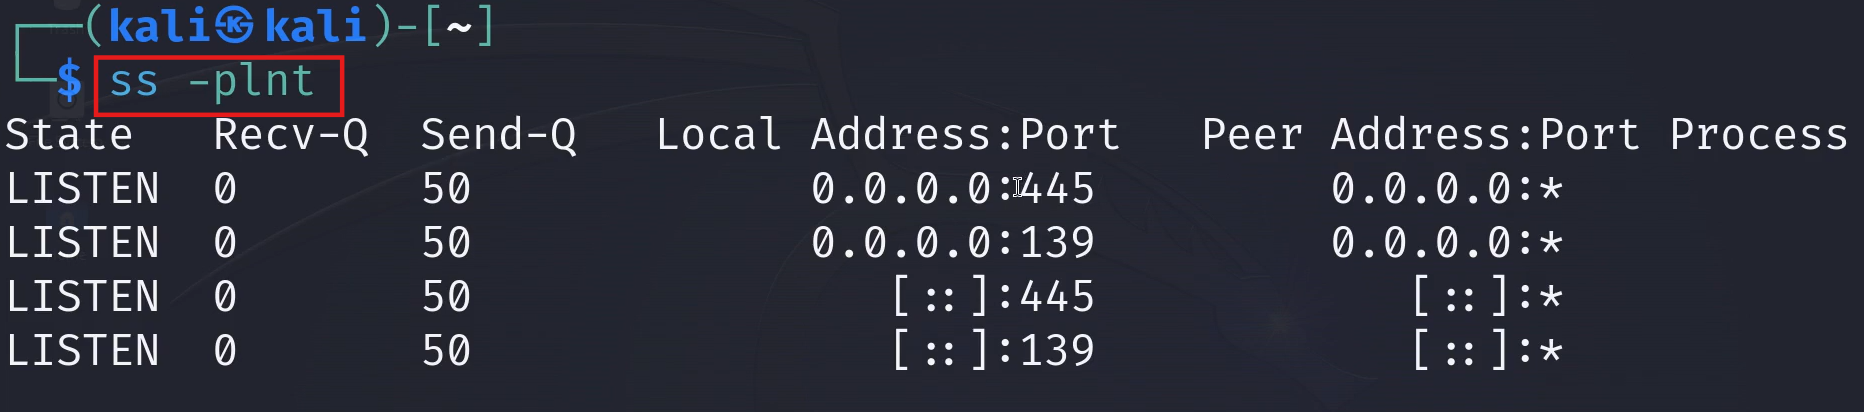 (kali㉿kali)-[~]
$ ss -plnt
State Recv-Q Send-Q Local Address:Port Peer Address:Port Process
LISTEN 0 50 0.0.0.0:445 0.0.0.0:*
LISTEN 0 50 0.0.0.0:139 0.0.0.0:*
LISTEN 0 50 [::]:445 [::]:*
LISTEN 0 50 [::]:139 [::]:*